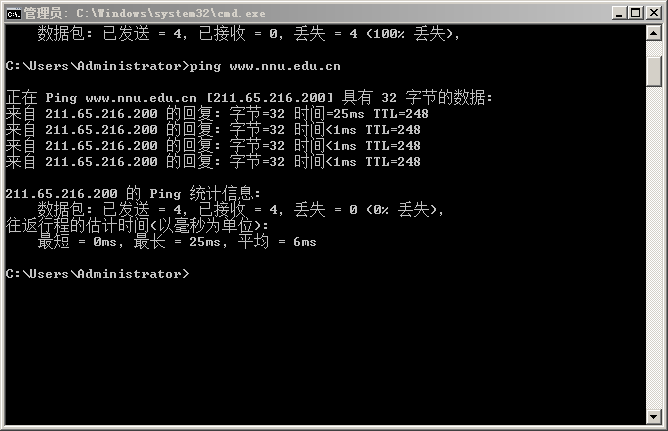 管理员: C:\Windows\system32\cmd.exe
数据包: 已发送 = 4, 已接收 = 0, 丢失 = 4 (100% 丢失),
C:\Users\Administrator>ping www.nnu.edu.cn
正在 Ping www.nnu.edu.cn [211.65.216.200] 具有 32 字节的数据:
来自 211.65.216.200 的回复: 字节=32 时间=25ms TTL=248
来自 211.65.216.200 的回复: 字节=32 时间<1ms TTL=248
来自 211.65.216.200 的回复: 字节=32 时间<1ms TTL=248
来自 211.65.216.200 的回复: 字节=32 时间<1ms TTL=248
211.65.216.200 的 Ping 统计信息:
数据包: 已发送 = 4, 已接收 = 4, 丢失 = 0 (0% 丢失),
往返行程的估计时间(以毫秒为单位):
最短 = 0ms, 最长 = 25ms, 平均 = 6ms
C:\Users\Administrator>